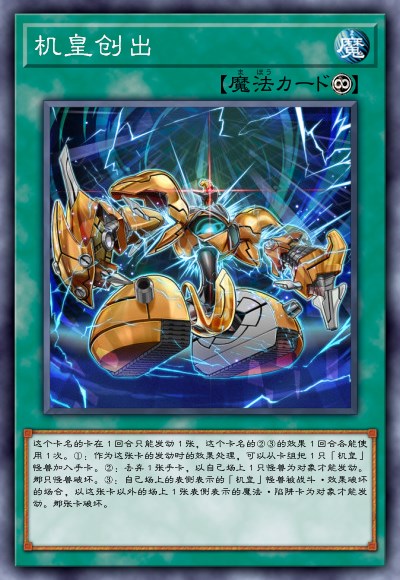 机皇创出
魔
【魔法カード】
まほう
这个卡名的卡在1回合只能发动1张，这个卡名的②③的效果1回合各能使
用1次。①：作为这张卡的发动时的效果处理，可以从卡组把1只「机皇」
怪兽加入手卡。②：丢弃1张手卡，以自己场上1只怪兽为对象才能发动。
那只怪兽破坏。③：自己场上的表侧表示的「机皇」怪兽被战斗·效果破坏
的场合，以这张卡以外的场上1张表侧表示的魔法·陷阱卡为对象才能发
动。那张卡破坏。